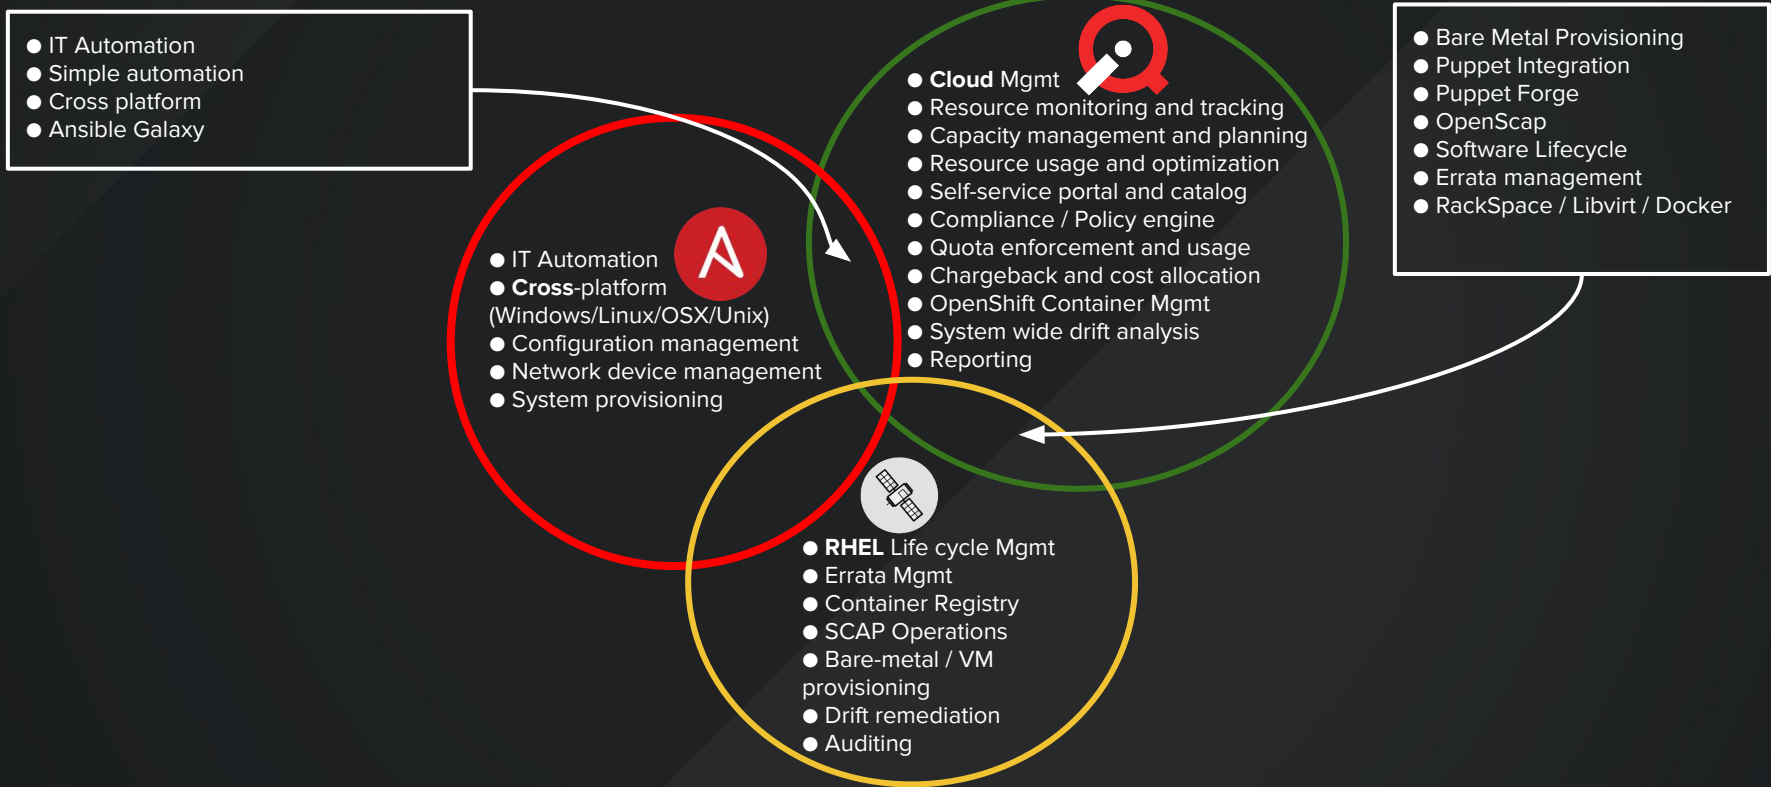 ● IT Automation
● Simple automation
● Cross platform
● Ansible Galaxy
● IT Automation
● Cross-platform
(Windows/Linux/OSX/Unix)
● Configuration management
● Network device management
● System provisioning
● Cloud Mgmt
● Resource monitoring and tracking
● Capacity management and planning
● Resource usage and optimization
● Self-service portal and catalog
● Compliance / Policy engine
● Quota enforcement and usage
● Chargeback and cost allocation
● OpenShift Container Mgmt
● System wide drift analysis
● Reporting
● Bare Metal Provisioning
● Puppet Integration
● Puppet Forge
● OpenScap
● Software Lifecycle
● Errata management
● RackSpace / Libvirt / Docker
● RHEL Life cycle Mgmt
● Errata Mgmt
● Container Registry
● SCAP Operations
● Bare-metal / VM
provisioning
● Drift remediation
● Auditing